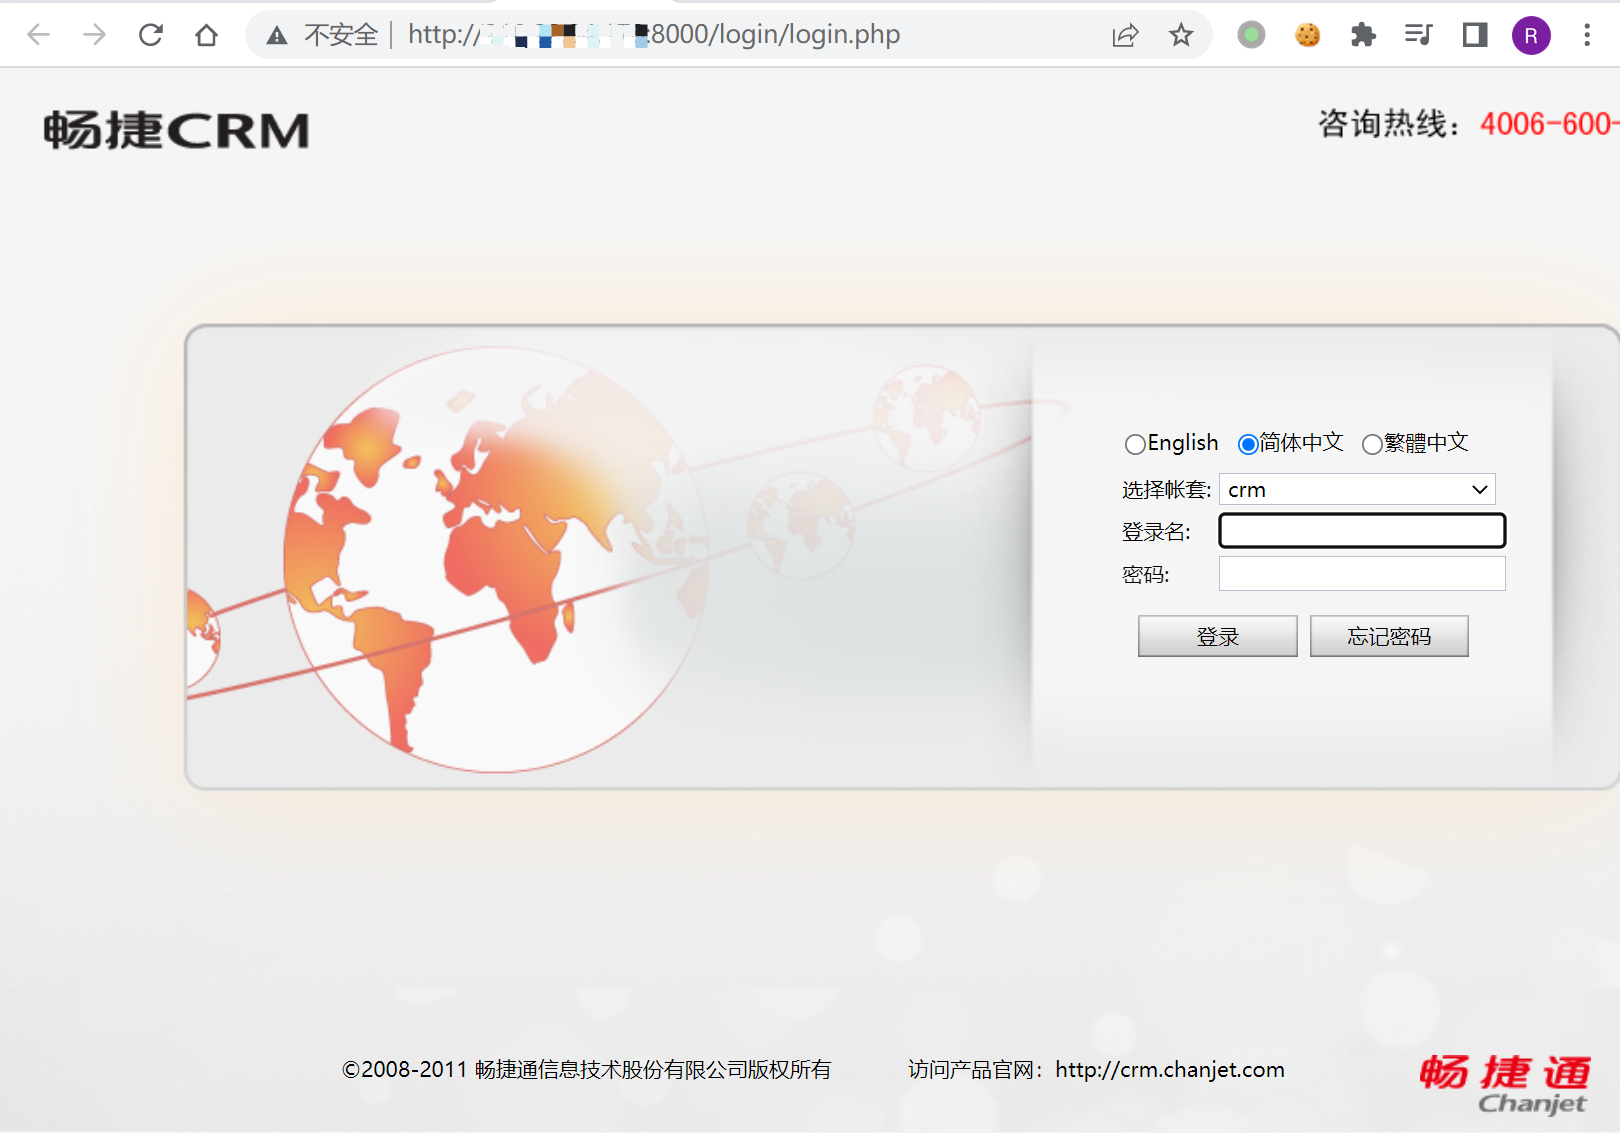 不安全 http:// :8000/login/login.php
R
畅捷CRM
咨询热线：4006-600-
English 简体中文 繁體中文
选择帐套: crm
登录名:
密码:
登录 忘记密码
©2008-2011 畅捷通信息技术股份有限公司版权所有 访问产品官网：http://crm.chanjet.com
畅捷通
Chanjet